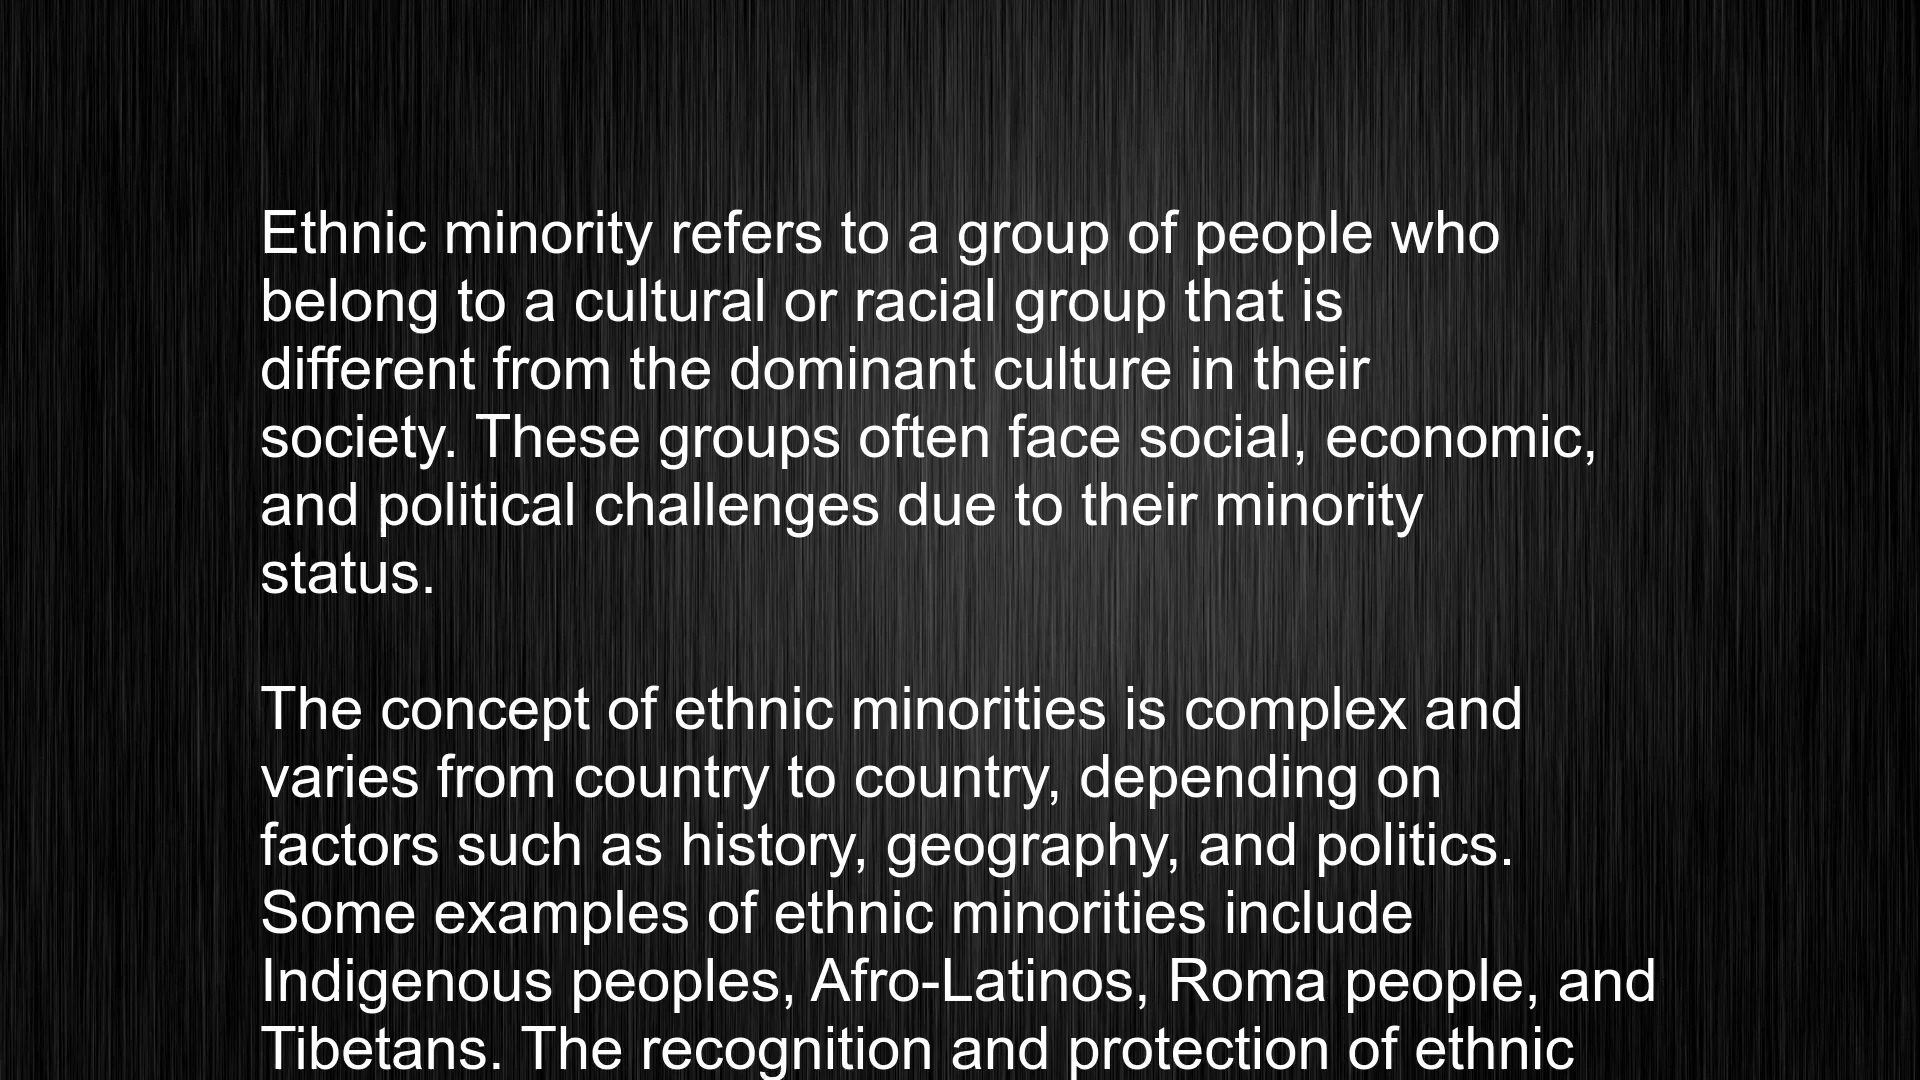 Ethnic minority refers to a group of people who
belong to a cultural or racial group that is
different from the dominant culture in their
society. These groups often face social, economic,
and political challenges due to their minority
status.
The concept of ethnic minorities is complex and
varies from country to country, depending on
factors such as history, geography, and politics.
Some examples of ethnic minorities include
Indigenous peoples, Afro-Latinos, Roma people, and
Tibetans. The recognition and protection of ethnic